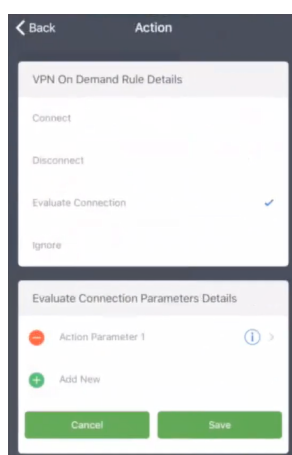 Back Action
VPN On Demand Rule Details
Connect
Disconnect
Evaluate Connection
Ignore
Evaluate Connection Parameters Details
Action Parameter 1
Add New
Cancel Save